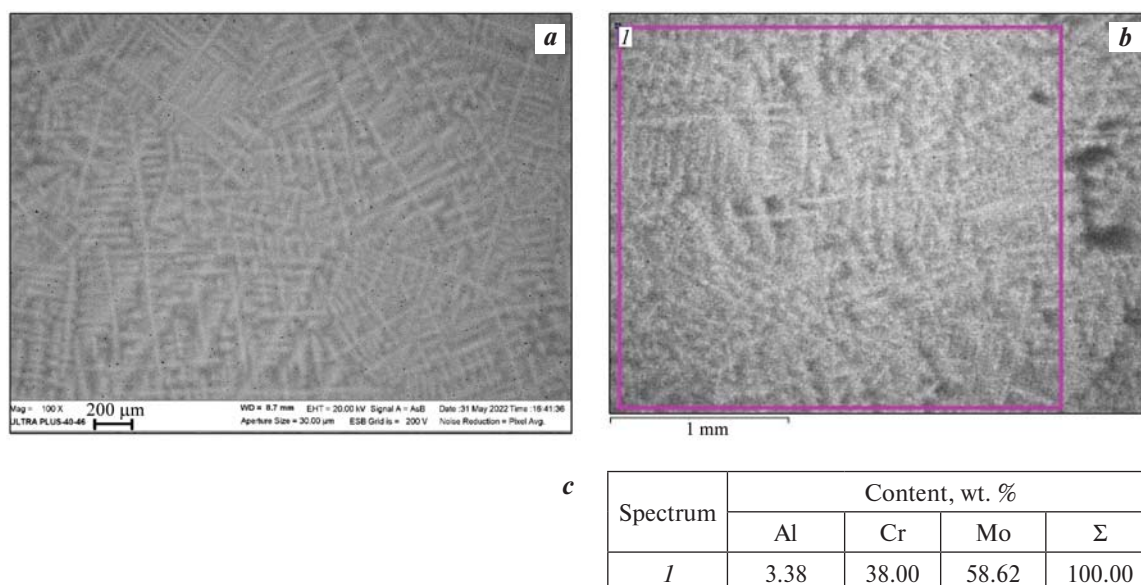 a
1
b
Mag = 100 X
200 μm
WD = 8.7 mm EHT = 20.00 kV Signal A = AsB Date :31 May 2022 Time :16:41:36
ULTRA PLUS-40-46
Aperture Size = 30.00 μm ESB Grid is = 200 V Noise Reduction = Pixel Avg.
1 mm
c
Spectrum
Content, wt. %
Al Cr Mo Σ
1 3.38 38.00 58.62 100.00